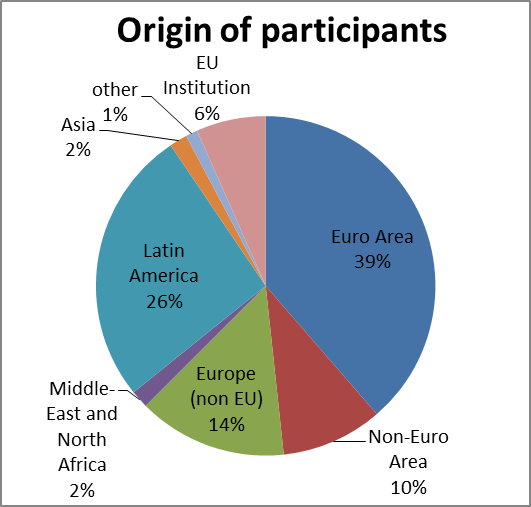 Origin of participants
EU
Institution
6%
other
1%
Asia
2%
Euro Area
39%
Latin
America
26%
Europe
(non EU)
14%
Middle-
East and
North
Africa
2%
Non-Euro
Area
10%